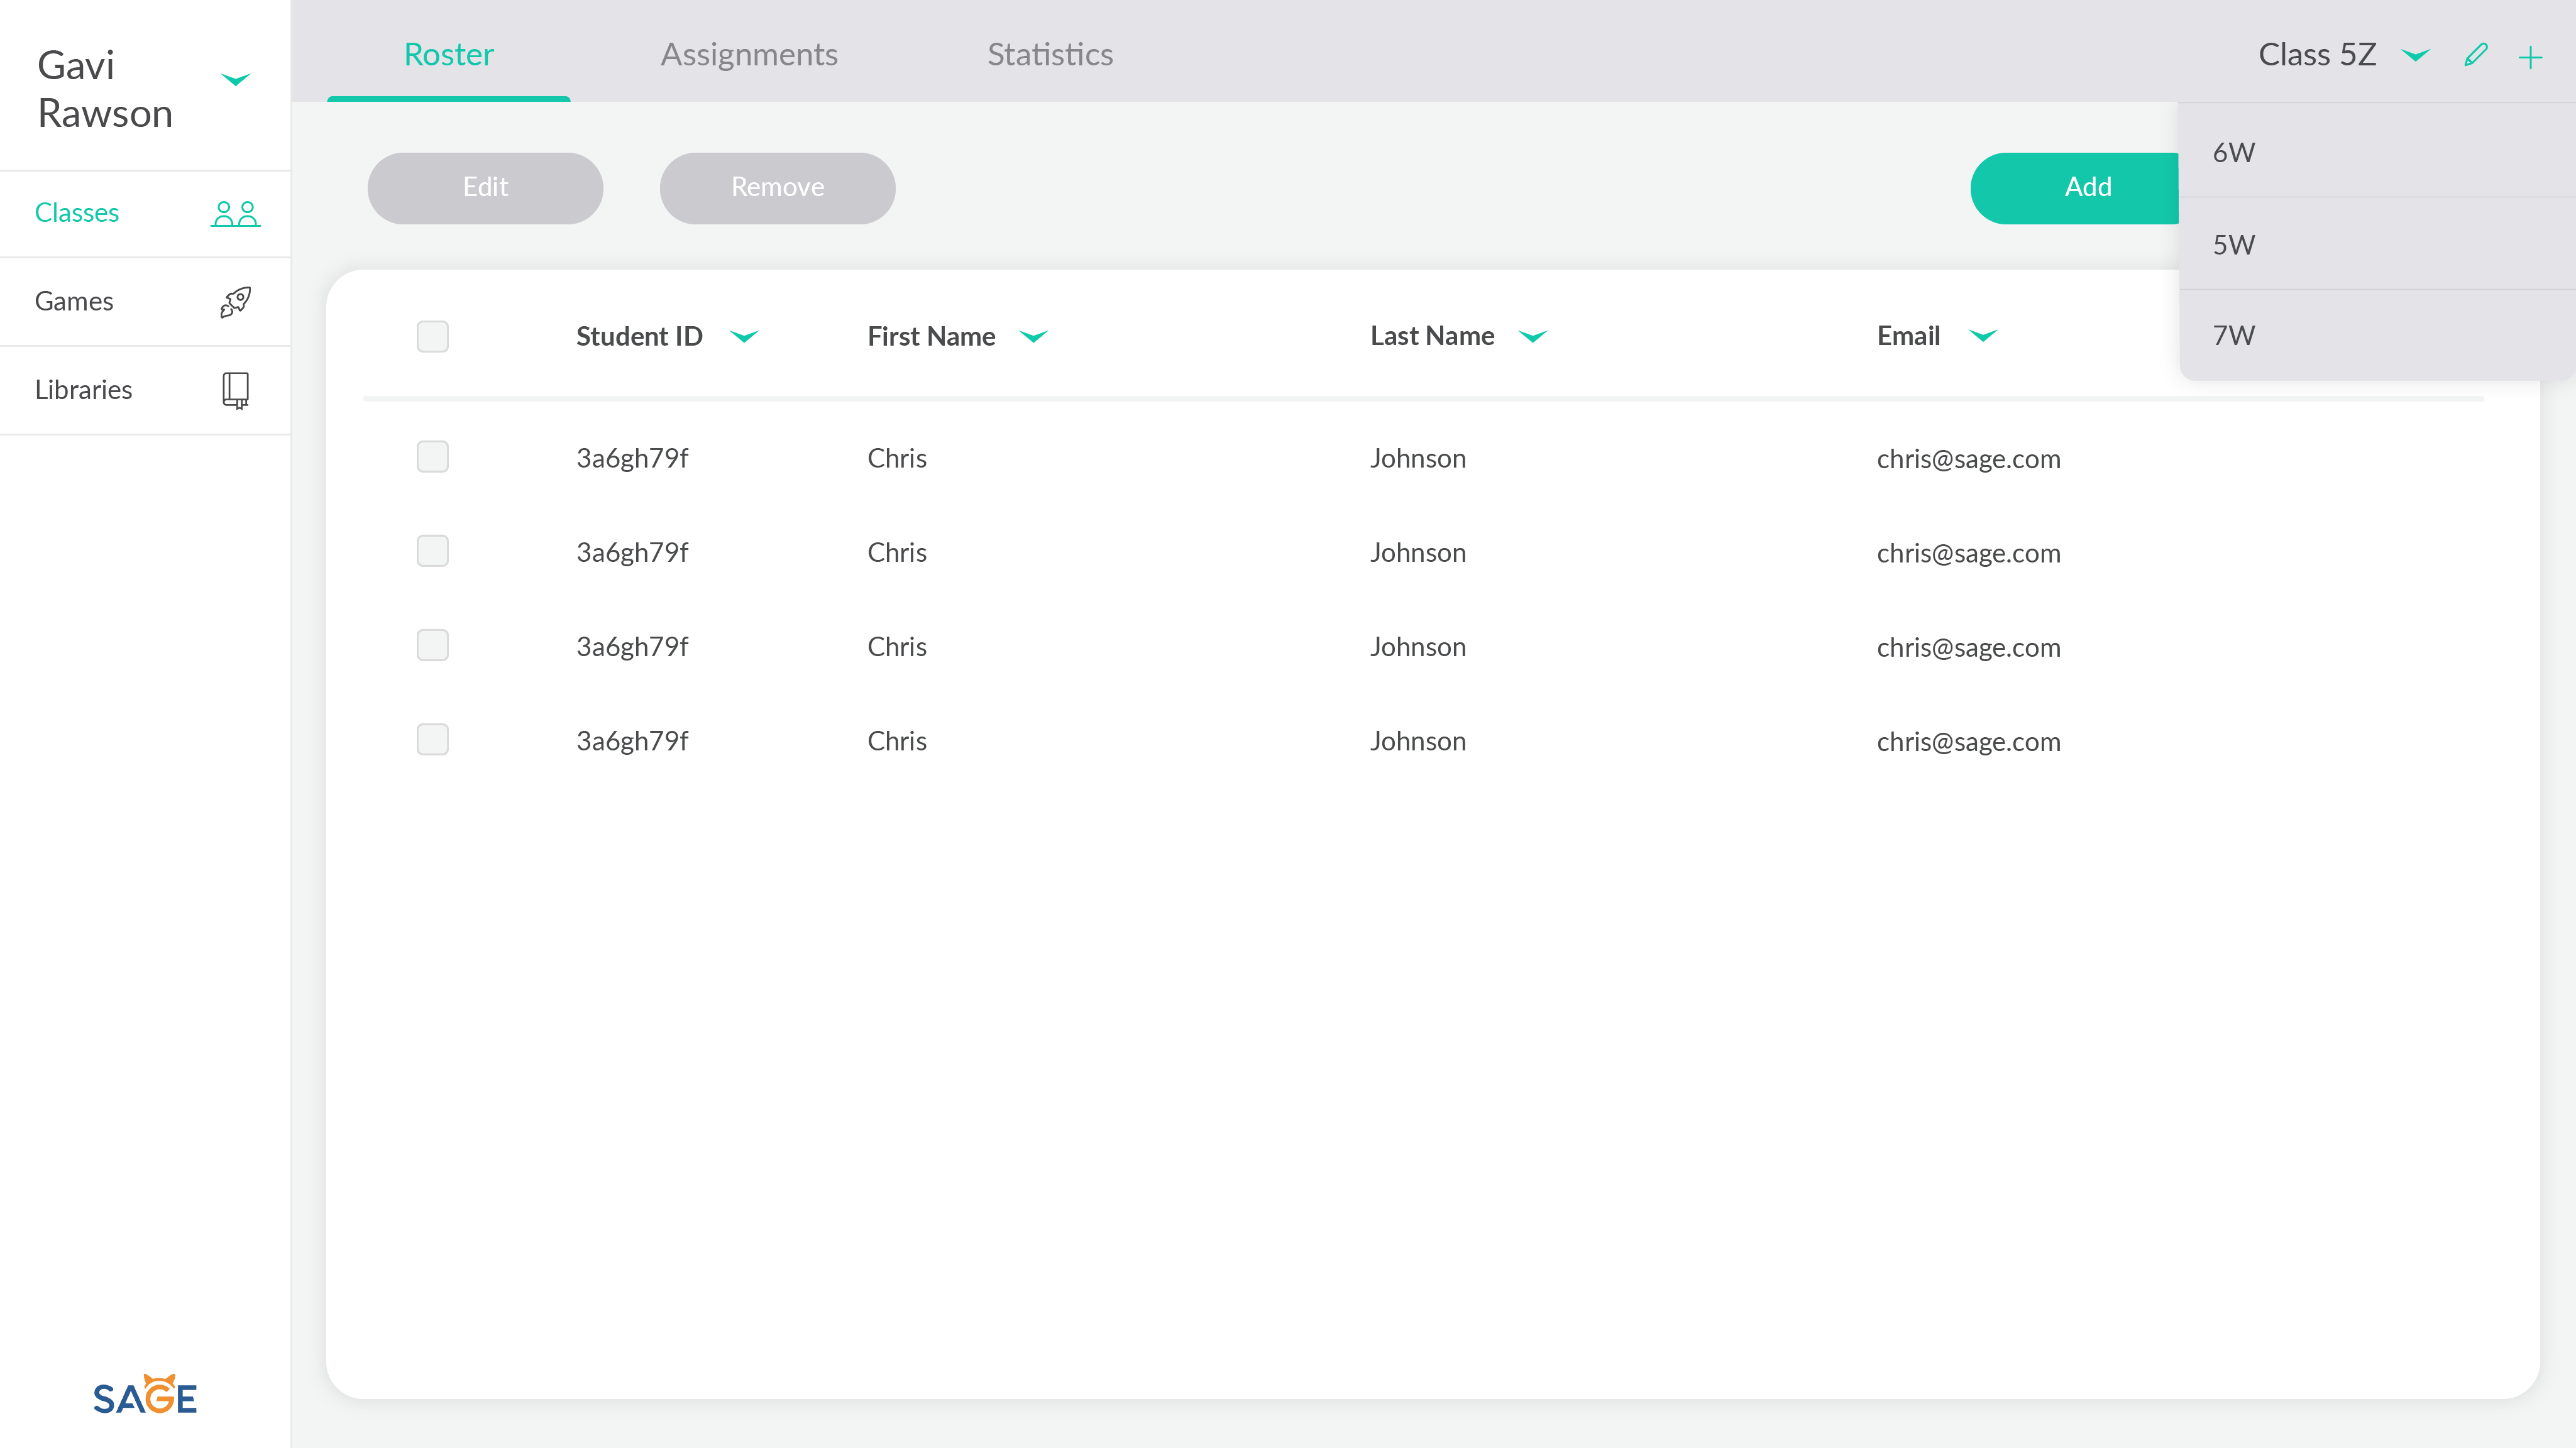 Gavi
Rawson
Classes
Games
Libraries
SAGE
Roster Assignments Statistics Class 5Z
6W
5W
7W
Edit Remove Add
Student ID First Name Last Name Email
3a6gh79f Chris Johnson chris@sage.com
3a6gh79f Chris Johnson chris@sage.com
3a6gh79f Chris Johnson chris@sage.com
3a6gh79f Chris Johnson chris@sage.com